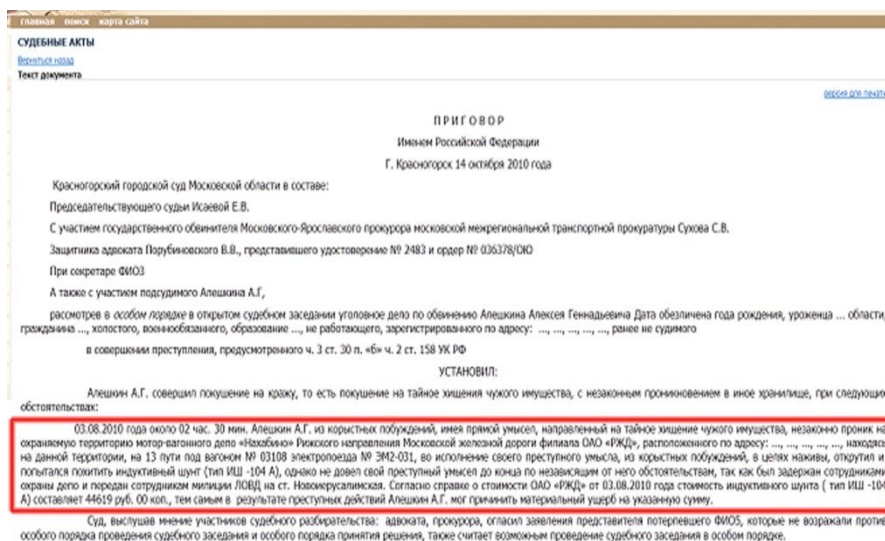 главная поиск карта сайта
СУДЕБНЫЕ АКТЫ
Вернуться назад
Текст документа
версия для печати
П Р И Г О В О Р
Именем Российской Федерации
Г. Красногорск 14 октября 2010 года
Красногорский городской суд Московской области в составе:
Председательствующего судьи Исаевой Е.В.
С участием государственного обвинителя Московского-Ярославского прокурора московской межрегиональной транспортной прокуратуры Сухова С.В.
Защитника адвоката Порубиновского В.В., представившего удостоверение № 2483 и ордер № 036378/ОЮ
При секретаре ФИО3
А также с участием подсудимого Алешкина А.Г,
рассмотрев в особом порядке в открытом судебном заседании уголовное дело по обвинению Алешкина Алексея Геннадьевича Дата обезличена года рождения, уроженца ... области,
гражданина ..., холостого, военнообязанного, образование ..., не работающего, зарегистрированного по адресу: ..., ..., ..., ..., ..., ранее не судимого
в совершении преступления, предусмотренного ч. 3 ст. 30 п. «б» ч. 2 ст. 158 УК РФ
УСТАНОВИЛ:
Алешкин А.Г. совершил покушение на кражу, то есть покушение на тайное хищения чужого имущества, с незаконным проникновением в иное хранилище, при следующих
обстоятельствах:
03.08.2010 года около 02 час. 30 мин. Алешкин А.Г. из корыстных побуждений, имея прямой умысел, направленный на тайное хищение чужого имущества, незаконно проник на
охраняемую территорию мотор-вагонного депо «Нахабино» Рижского направления Московской железной дороги филиала ОАО «РЖД», расположенного по адресу: ..., ..., ..., ..., ..., находясь
на данной территории, на 13 пути под вагоном № 03108 электропоезда № ЭМ2-031, во исполнение своего преступного умысла, из корыстных побуждений, в целях наживы, открутил и
попытался похитить индуктивный шунт (тип ИШ -104 А), однако не довел свой преступный умысел до конца по независящим от него обстоятельствам, так как был задержан сотрудниками
охраны депо и передан сотрудникам милиции ЛОВД на ст. Новоиерусалимская. Согласно справке о стоимости ОАО «РЖД» от 03.08.2010 года стоимость индуктивного шунта ( тип ИШ -104
А) составляет 44619 руб. 00 коп., тем самым в результате преступных действий Алешкин А.Г. мог причинить материальный ущерб на указанную сумму.
Суд, выслушав мнение участников судебного разбирательства: адвоката, прокурора, огласил заявления представителя потерпевшего ФИО5, которые не возражали против
особого порядка проведения судебного заседания и особого порядка принятия решения, также считает возможным проведение судебного заседания в особом порядке.